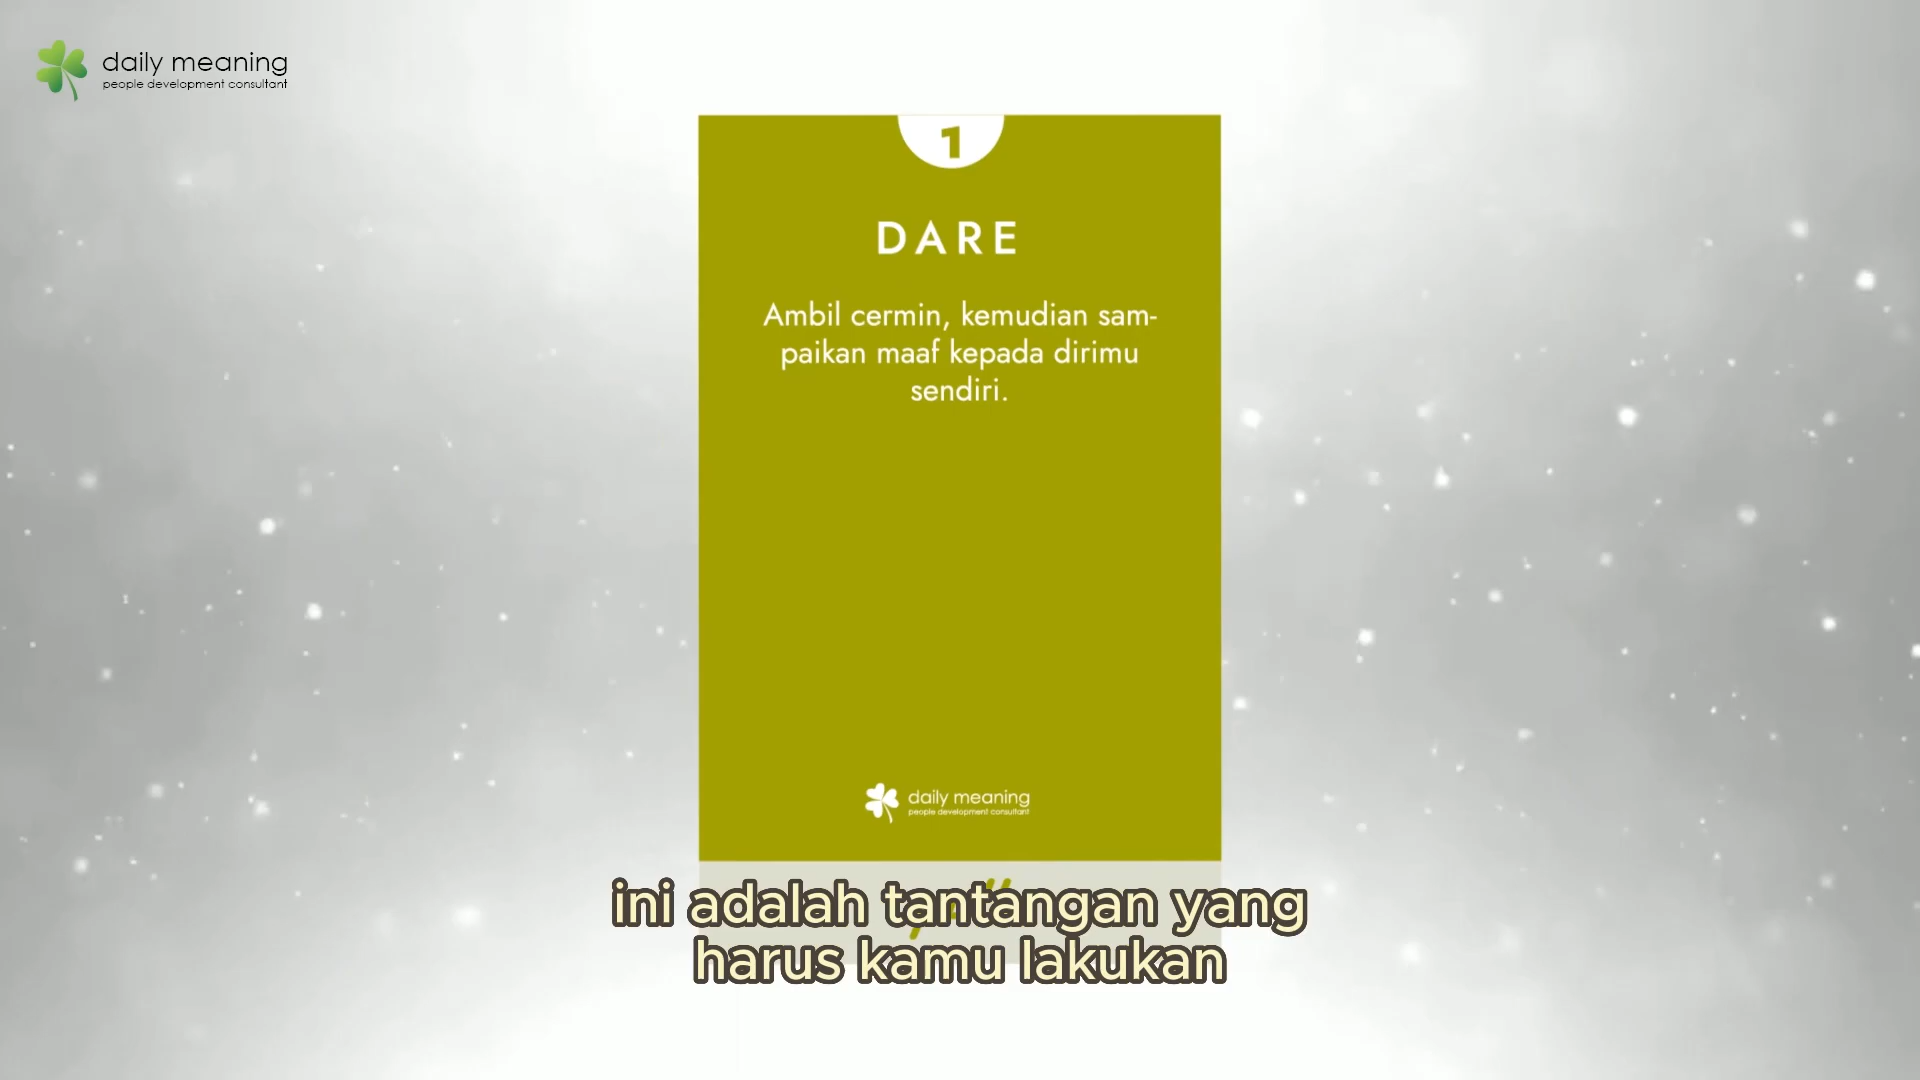 daily meaning
people development consultant
1
DARE
Ambil cermin, kemudian sam-
paikan maaf kepada dirimu
sendiri.
daily meaning
people development consultant
ini adalah tantangan yang
harus kamu lakukan